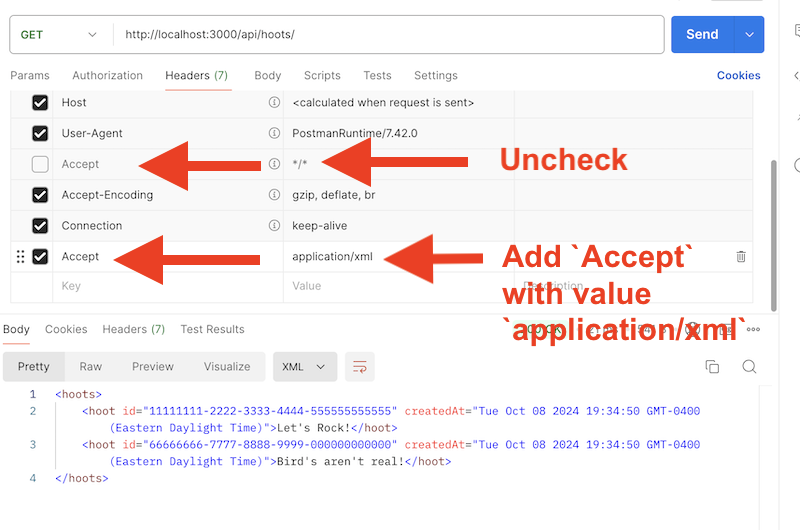 GET http://localhost:3000/api/hoots/ Send
Params Authorization Headers (7) Body Scripts Tests Settings Cookies
Host <calculated when request is sent>
User-Agent PostmanRuntime/7.42.0
Accept */* Uncheck
Accept-Encoding gzip, deflate, br
Connection keep-alive
Accept application/xml Add `Accept`
Key Value Description with value
`application/xml`
Body Cookies Headers (7) Test Results 200 OK
Pretty Raw Preview Visualize XML
1 <hoots>
2 <hoot id="11111111-2222-3333-4444-555555555555" createdAt="Tue Oct 08 2024 19:34:50 GMT-0400
(Eastern Daylight Time)">Let's Rock!</hoot>
3 <hoot id="66666666-7777-8888-9999-000000000000" createdAt="Tue Oct 08 2024 19:34:50 GMT-0400
(Eastern Daylight Time)">Bird's aren't real!</hoot>
4 </hoots>